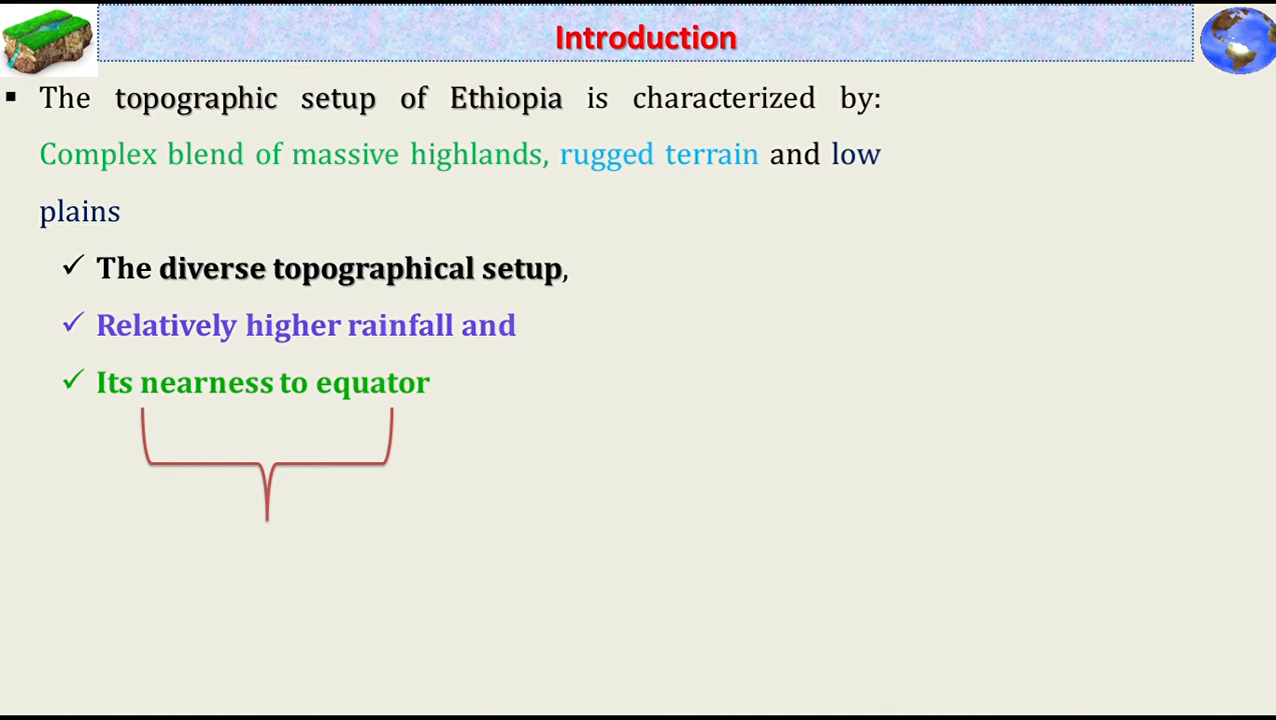 Introduction
▪ The topographic setup of Ethiopia is characterized by:
Complex blend of massive highlands, rugged terrain and low
plains
✓ The diverse topographical setup,
✓ Relatively higher rainfall and
✓ Its nearness to equator